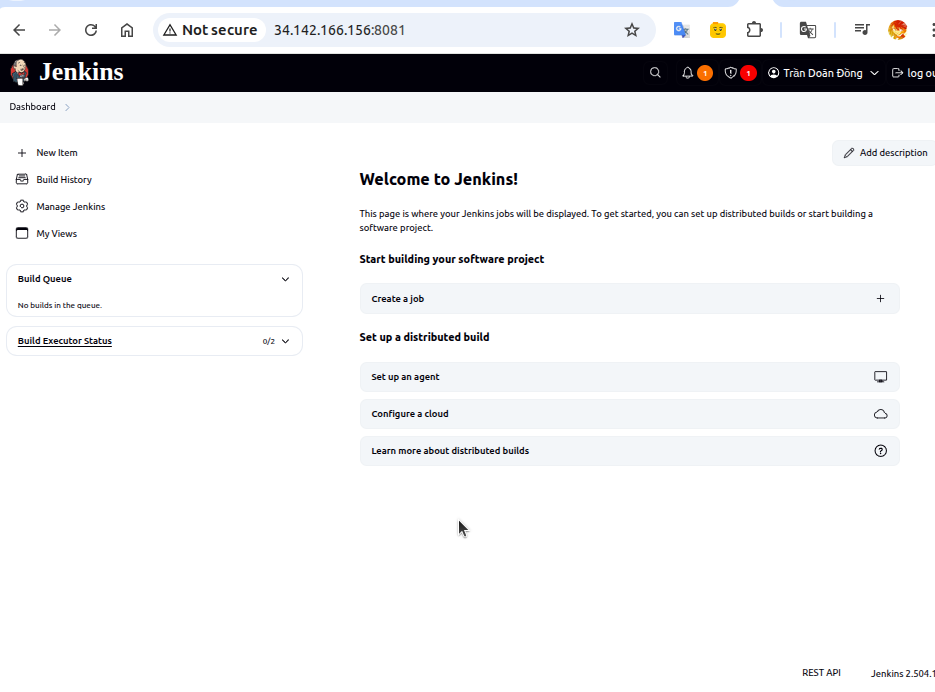 Not secure 34.142.166.156:8081
Jenkins
1
1
Trần Doãn Đồng
log ou
Dashboard
New Item
Build History
Manage Jenkins
My Views
Build Queue
No builds in the queue.
Build Executor Status
0/2
Add description
Welcome to Jenkins!
This page is where your Jenkins jobs will be displayed. To get started, you can set up distributed builds or start building a
software project.
Start building your software project
Create a job
Set up a distributed build
Set up an agent
Configure a cloud
Learn more about distributed builds
REST API
Jenkins 2.504.1